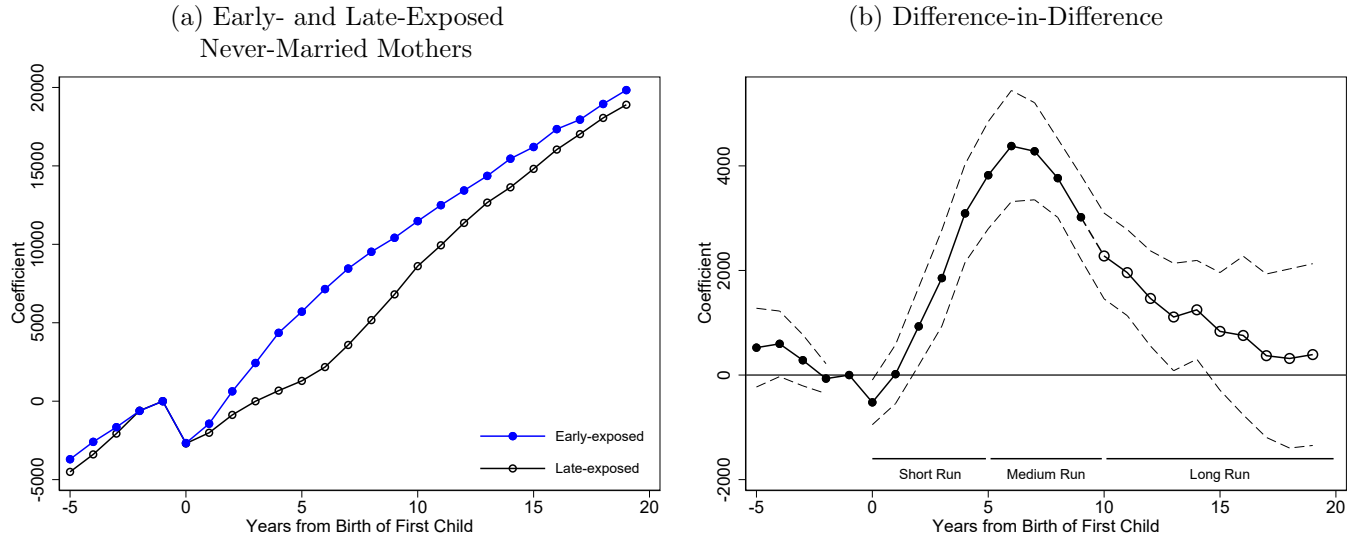 (a) Early- and Late-Exposed
Never-Married Mothers
Coefficient
20000
15000
10000
5000
0
-5000
Early-exposed
Late-exposed
-5 0 5 10 15 20
Years from Birth of First Child
(b) Difference-in-Difference
Coefficient
4000
2000
0
-2000
Short Run Medium Run Long Run
-5 0 5 10 15 20
Years from Birth of First Child